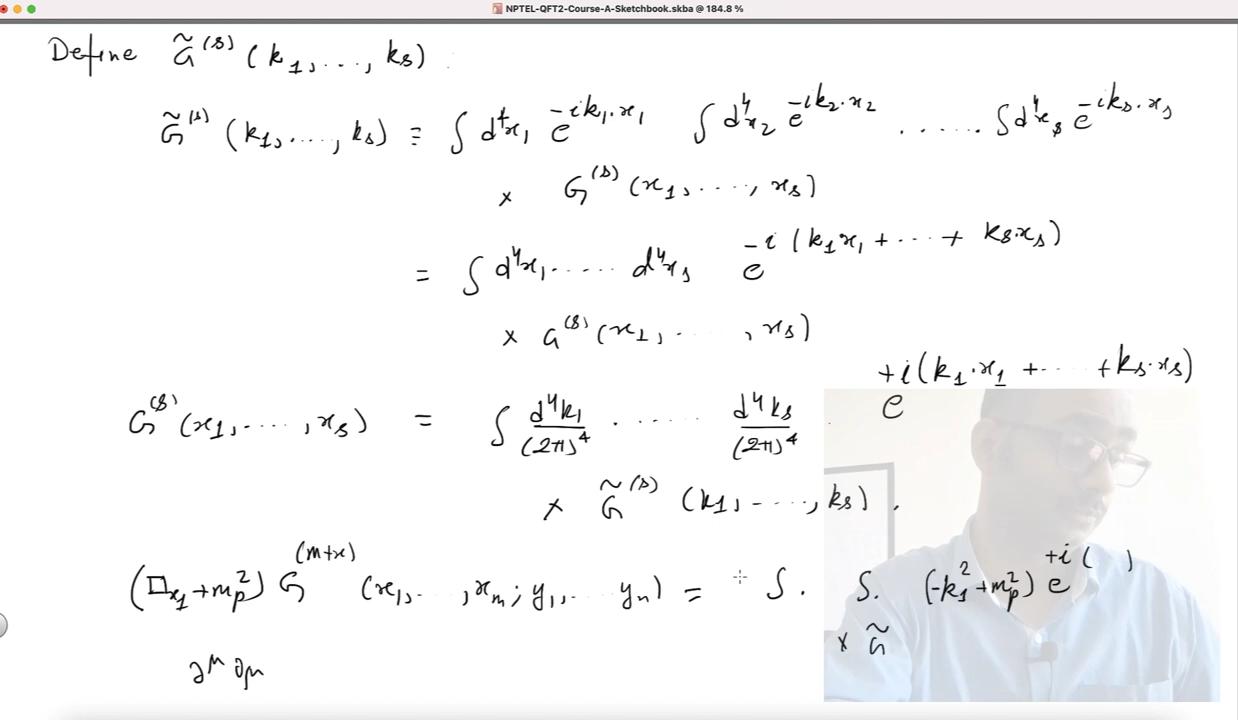 NPTEL-QFT2-Course-A-Sketchbook.skba @ 184.8 %
Define G̃^(s) (k_1, ..., k_s)
G̃^(s) (k_1, ..., k_s) = ∫ d^4x_1 e^{-ik_1·x_1} ∫ d^4x_2 e^{-ik_2·x_2} ....... ∫ d^4x_s e^{-ik_s·x_s}
× G^(s) (x_1, ..., x_s)
= ∫ d^4x_1 ..... d^4x_s e^{-i(k_1x_1 + ... + k_s·x_s)}
× G^(s) (x_1, ..., x_s)
G^(s) (x_1, ..., x_s) = ∫ d^4k_1/(2π)^4 ..... d^4k_s/(2π)^4 e^{+i(k_1·x_1 + ... + k_s·x_s)}
× G̃^(s) (k_1, ..., k_s).
(□_{x_1} + m_p^2) G^{(m+n)} (x_1, .., x_m; y_1, ... y_n) = ∫. ∫. (-k_1^2 + m_p^2) e^{+i( )}
× G̃
∂^μ ∂_μ